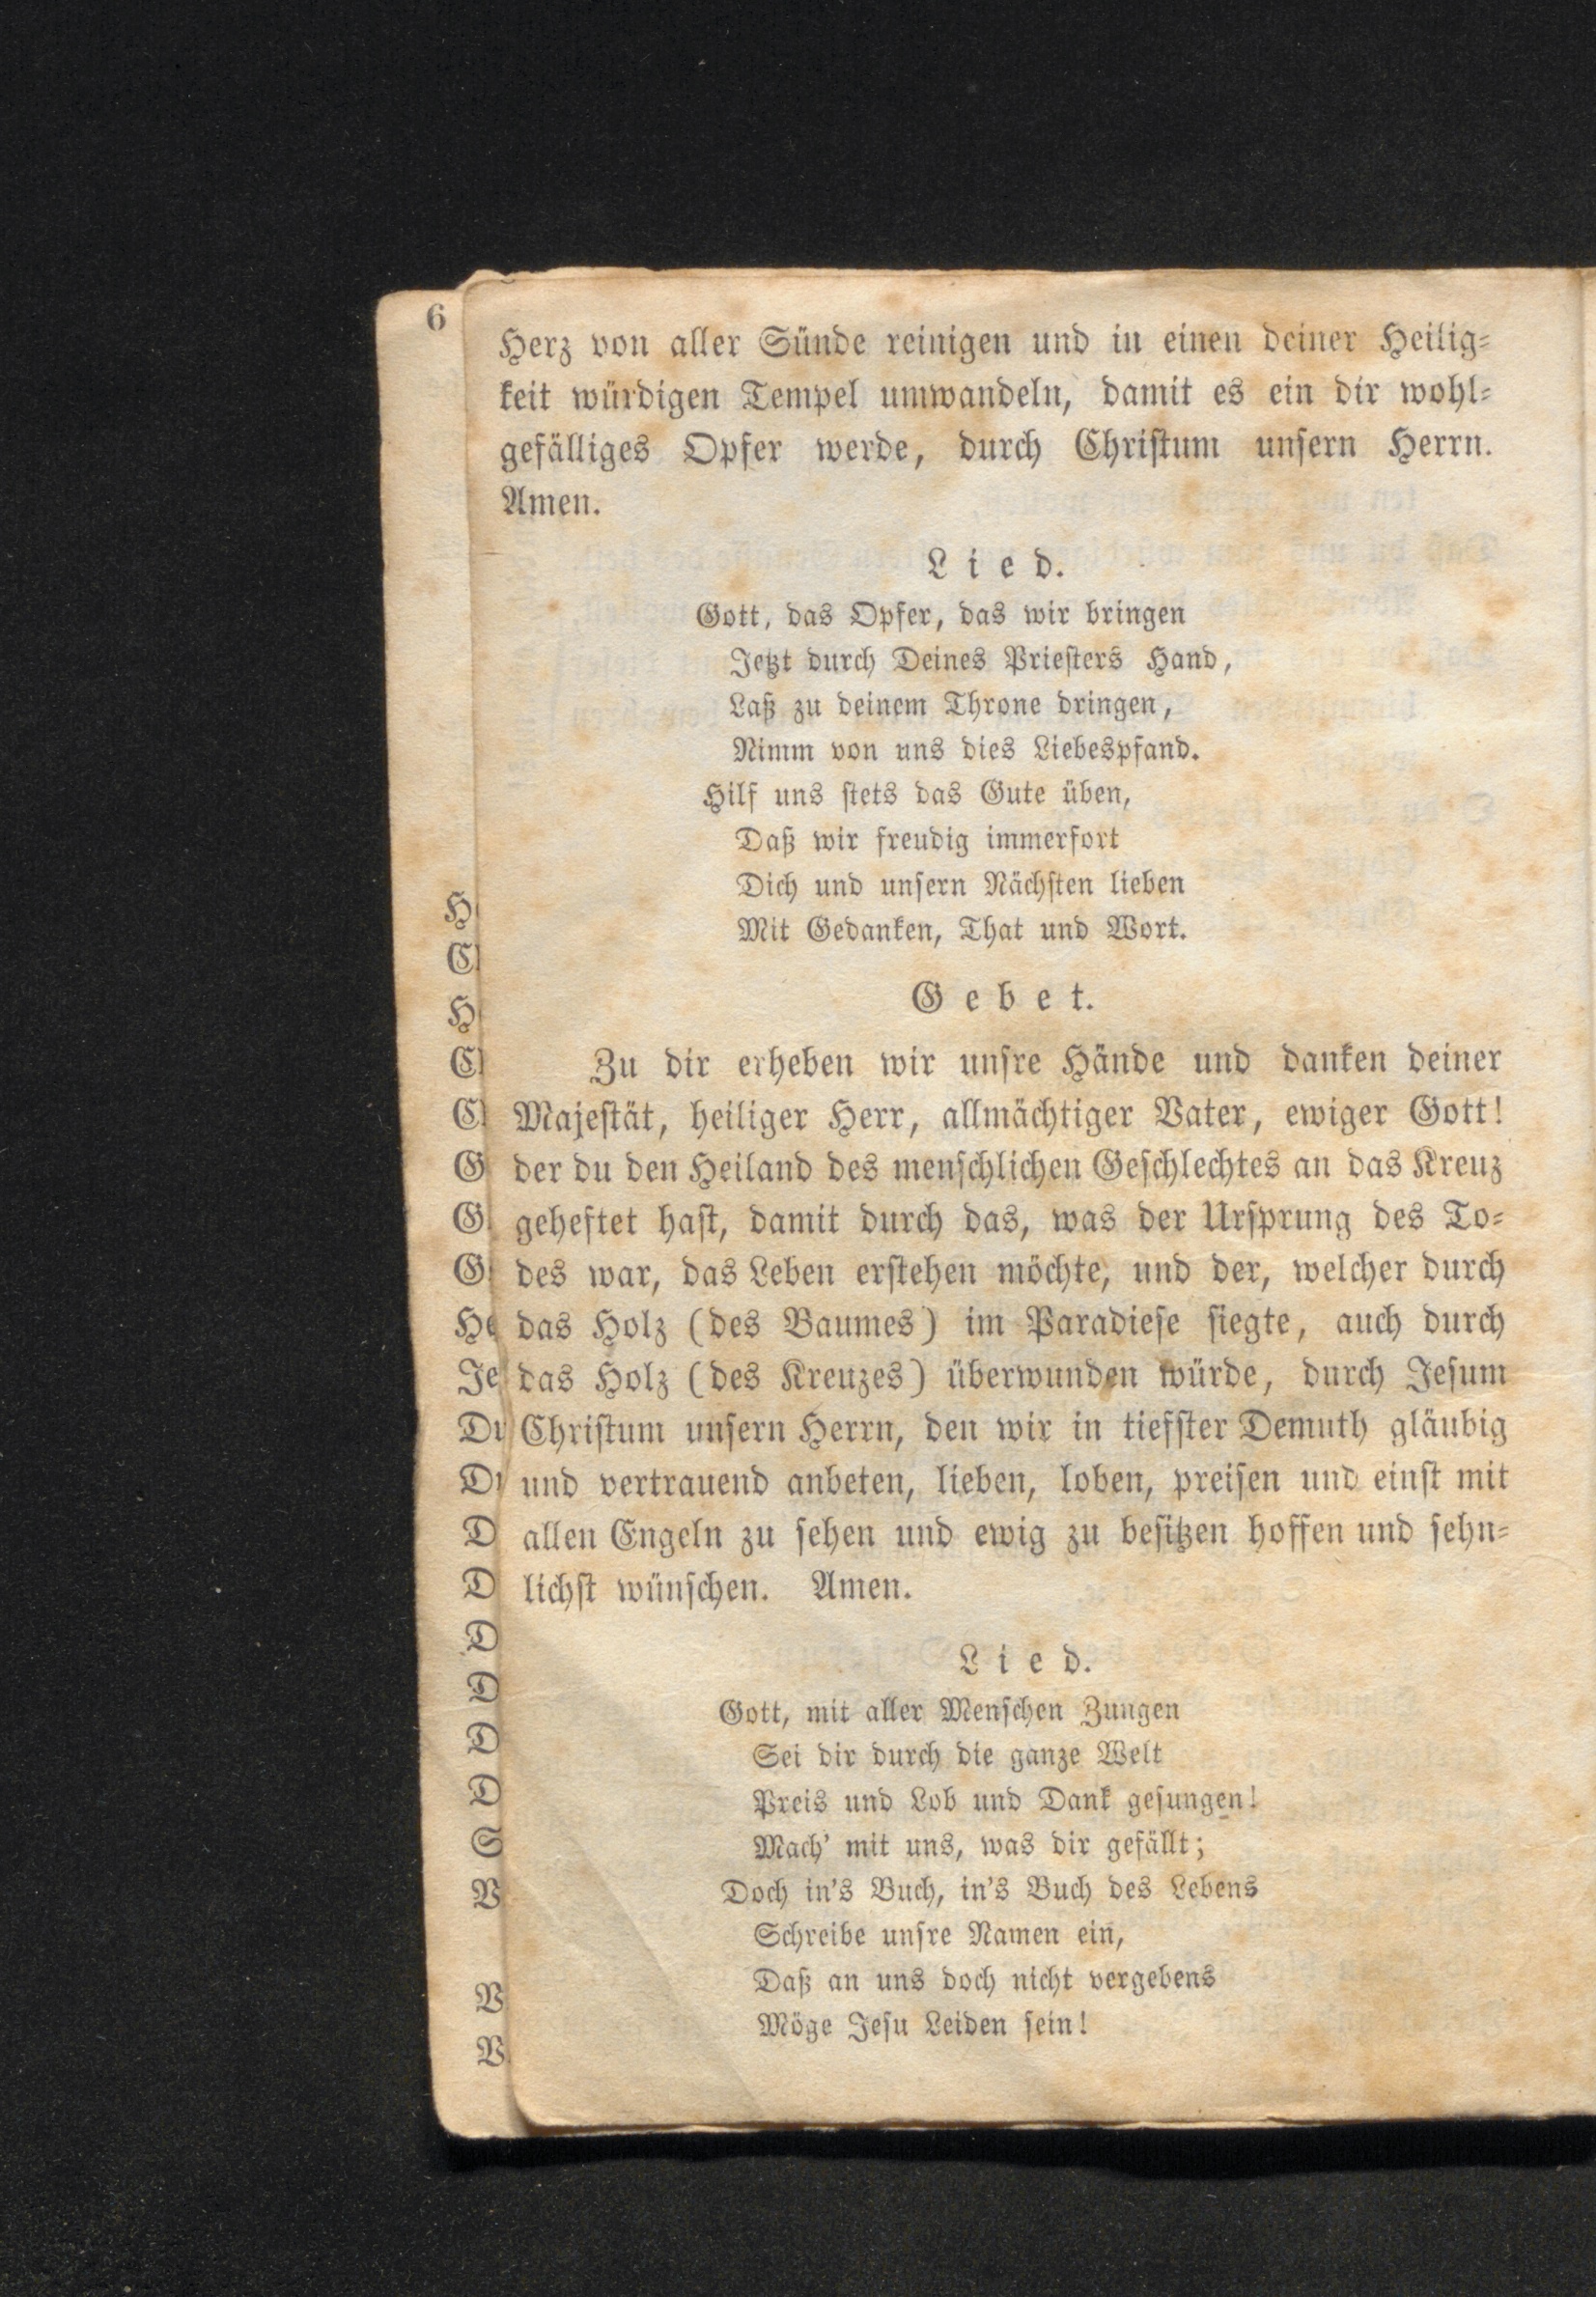 6
Herz von aller Sünde reinigen und in einen deiner Heilig-
keit würdigen Tempel umwandeln, damit es ein dir wohl-
gefälliges Opfer werde, durch Christum unsern Herrn.
Amen.
Lied.
Gott, das Opfer, das wir bringen
Jetzt durch Deines Priesters Hand,
Laß zu deinem Throne dringen,
Nimm von uns dies Liebespfand.
Hilf uns stets das Gute üben,
Daß wir freudig immerfort
Dich und unsern Nächsten lieben
Mit Gedanken, That und Wort.
Gebet.
Zu dir erheben wir unsre Hände und danken deiner
Majestät, heiliger Herr, allmächtiger Vater, ewiger Gott!
der du den Heiland des menschlichen Geschlechtes an das Kreuz
geheftet hast, damit durch das, was der Ursprung des To-
des war, das Leben erstehen möchte, und der, welcher durch
das Holz (des Baumes) im Paradiese siegte, auch durch
das Holz (des Kreuzes) überwunden würde, durch Jesum
Christum unsern Herrn, den wir in tiefster Demuth gläubig
und vertrauend anbeten, lieben, loben, preisen und einst mit
allen Engeln zu sehen und ewig zu besitzen hoffen und sehn-
lichst wünschen. Amen.
Lied.
Gott, mit aller Menschen Zungen
Sei dir durch die ganze Welt
Preis und Lob und Dank gesungen!
Mach' mit uns, was dir gefällt;
Doch in's Buch, in's Buch des Lebens
Schreibe unsre Namen ein,
Daß an uns doch nicht vergebens
Möge Jesu Leiden sein!